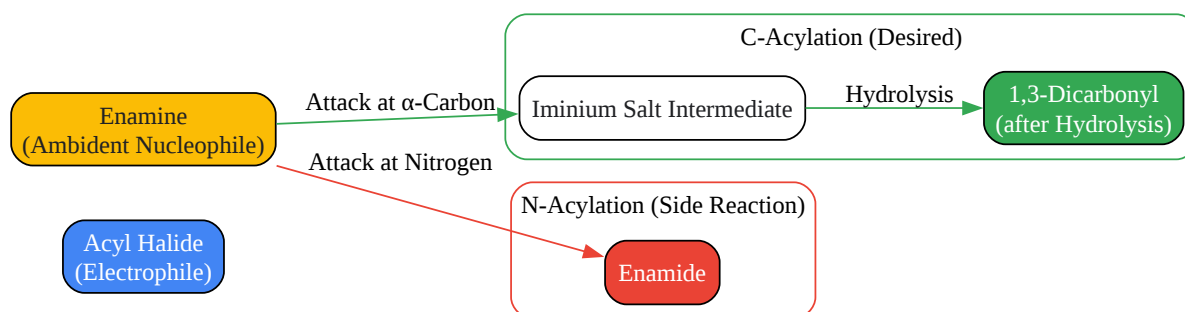 C-Acylation (Desired)
Enamine
(Ambident Nucleophile)
Attack at α-Carbon
Iminium Salt Intermediate
Hydrolysis
1,3-Dicarbonyl
(after Hydrolysis)
Attack at Nitrogen
N-Acylation (Side Reaction)
Acyl Halide
(Electrophile)
Enamide